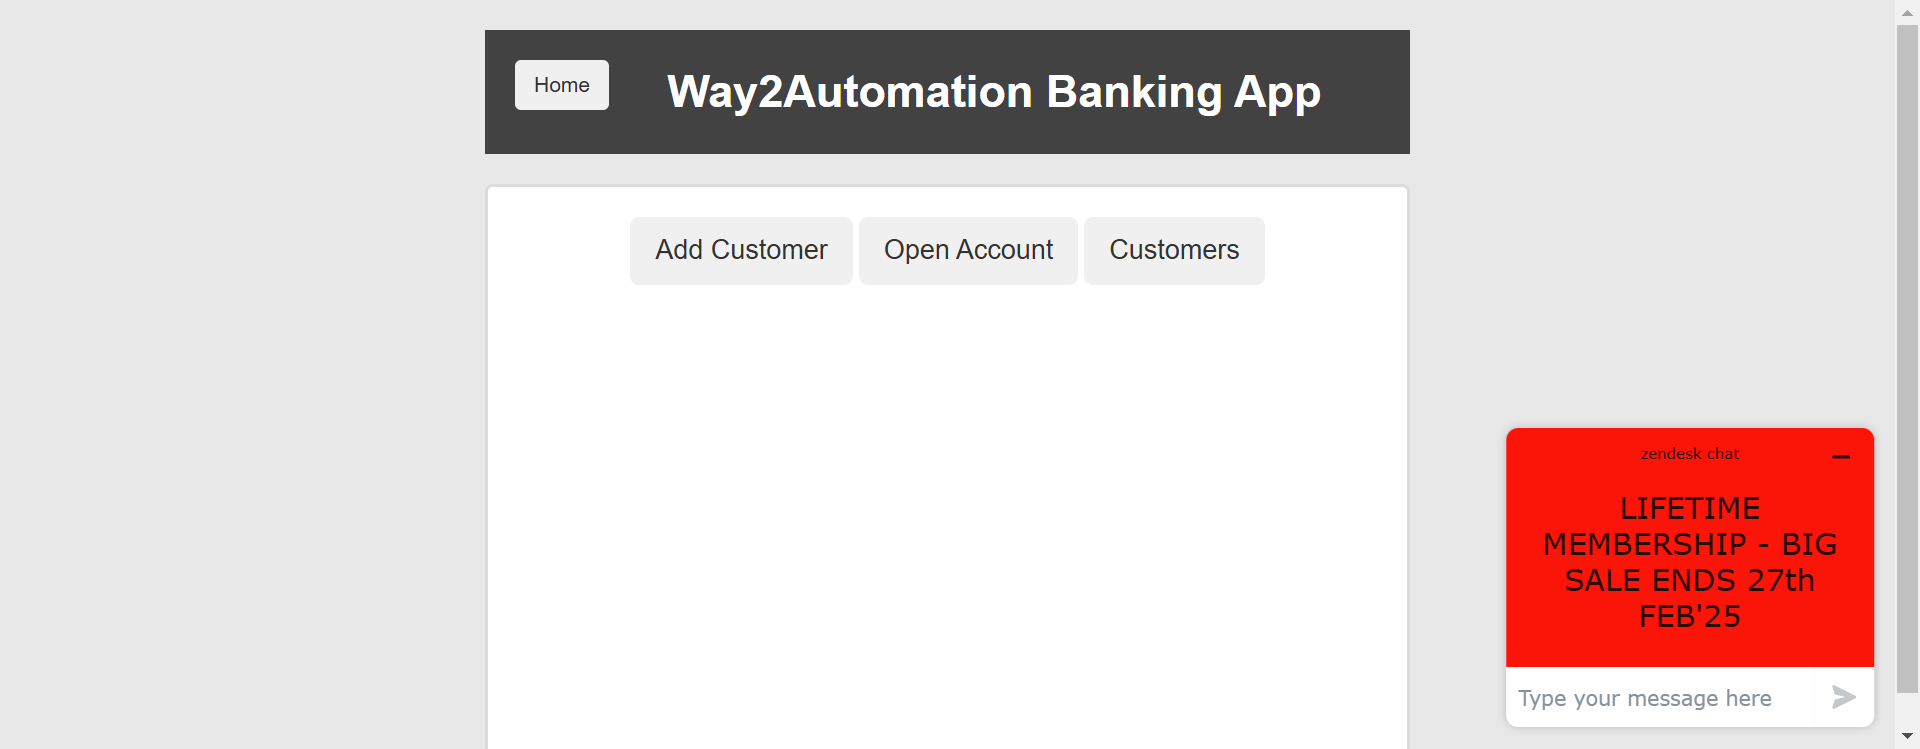 Home
Way2Automation Banking App
Add Customer
Open Account
Customers
zendesk chat
LIFETIME
MEMBERSHIP - BIG
SALE ENDS 27th
FEB'25
Type your message here